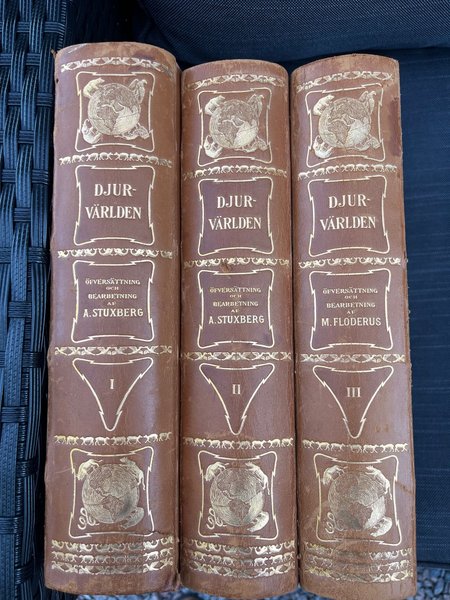 DJUR-
VÄRLDEN
ÖFVERSÄTTNING
OCH
BEARBETNING
AF
A. STUXBERG
I
DJUR-
VÄRLDEN
ÖFVERSÄTTNING
OCH
BEARBETNING
AF
A. STUXBERG
II
DJUR-
VÄRLDEN
ÖFVERSÄTTNING
OCH
BEARBETNING
AF
M. FLODERUS
III